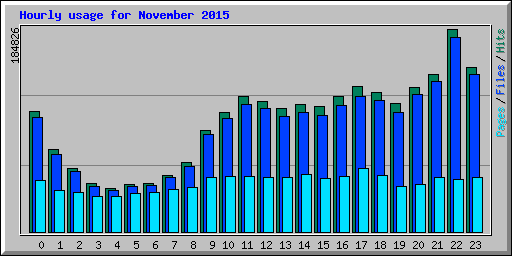 Hourly usage for November 2015
184826
Pages / Files / Hits
0 1 2 3 4 5 6 7 8 9 10 11 12 13 14 15 16 17 18 19 20 21 22 23